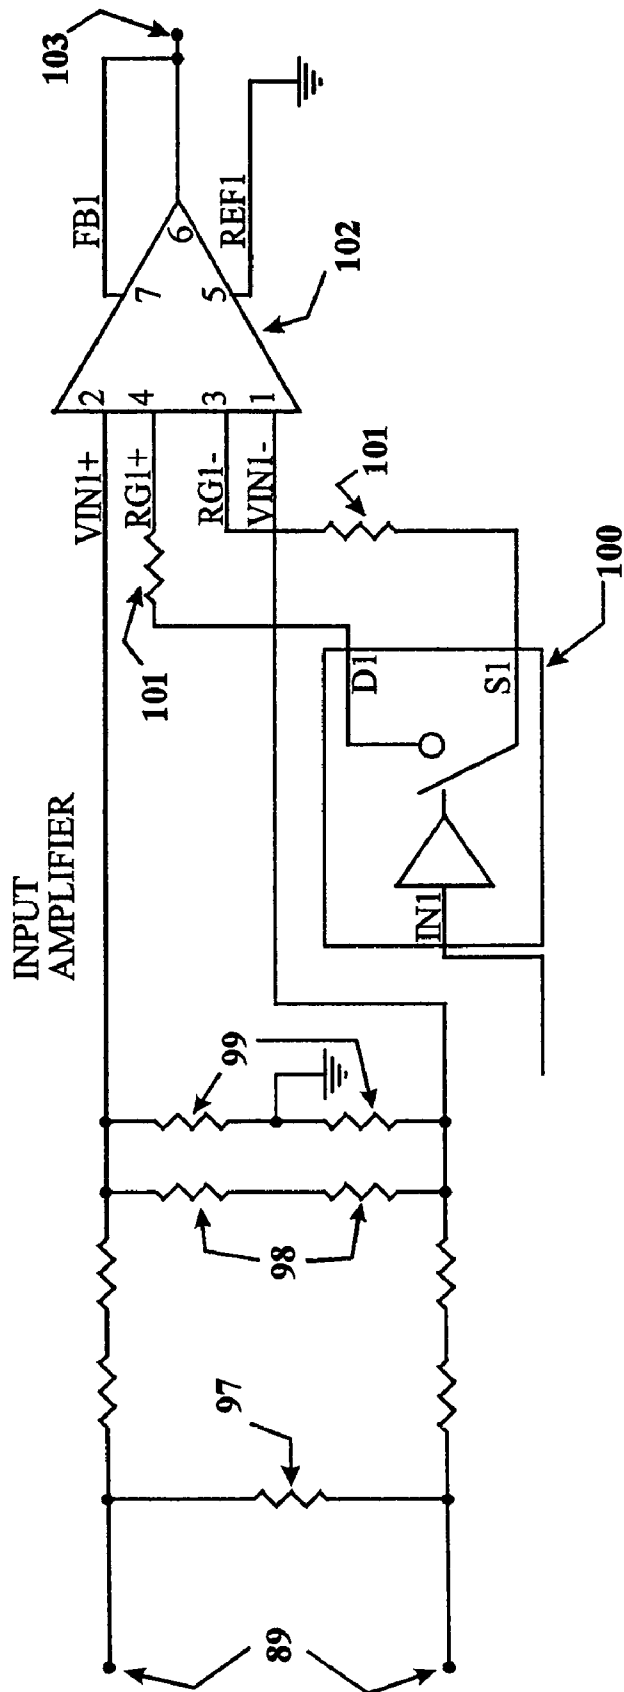 INPUT
AMPLIFIER
89
97
98
99
VIN1+
RG1+
RG1-
VIN1-
101
101
IN1
D1
S1
100
2
4
3
1
7
6
5
102
FB1
REF1
103